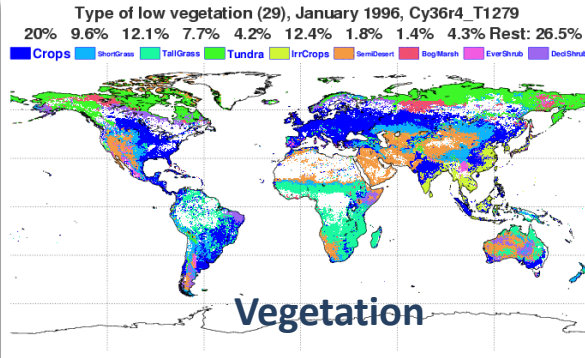 Type of low vegetation (29), January 1996, Cy36r4_T1279
20% 9.6% 12.1% 7.7% 4.2% 12.4% 1.8% 1.4% 4.3% Rest: 26.5%
Crops ShortGrass TallGrass Tundra IrrCrops SemiDesert Bog/Marsh EverShrub DeciShrub
Vegetation